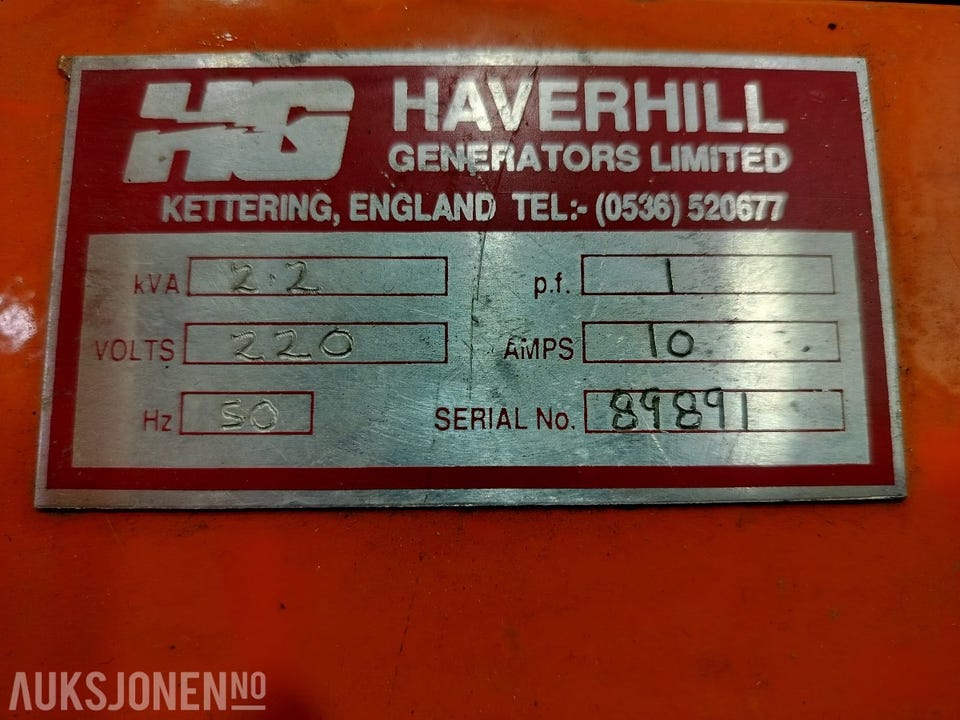 HG HAVERHILL
GENERATORS LIMITED
KETTERING, ENGLAND TEL:- (0536) 520677
kVA 2.2 p.f. 1
VOLTS 220 AMPS 10
Hz 50 SERIAL No. 89891
AUKSJONEN NO